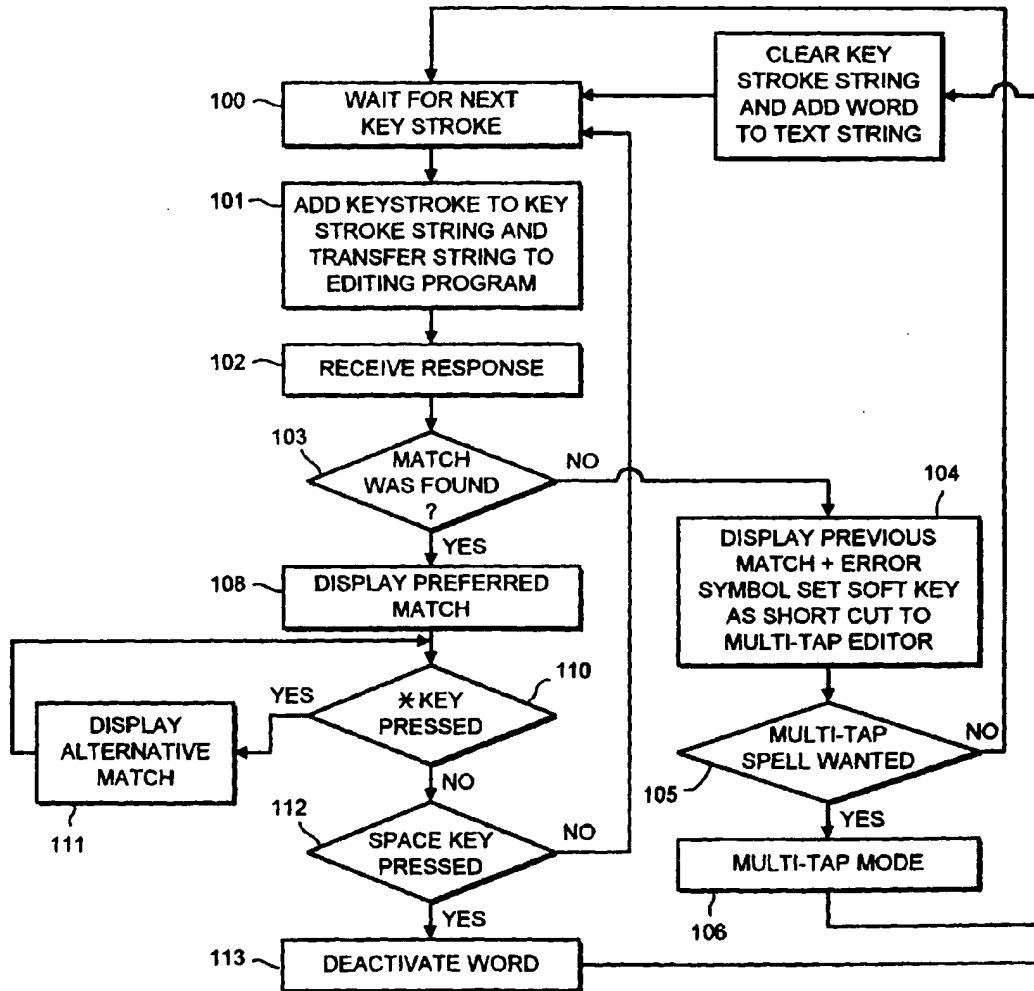 CLEAR KEY
STROKE STRING
AND ADD WORD
TO TEXT STRING
100
WAIT FOR NEXT
KEY STROKE
101
ADD KEYSTROKE TO KEY
STROKE STRING AND
TRANSFER STRING TO
EDITING PROGRAM
102
RECEIVE RESPONSE
103
MATCH
WAS FOUND
?
NO
YES
104
DISPLAY PREVIOUS
MATCH + ERROR
SYMBOL SET SOFT KEY
AS SHORT CUT TO
MULTI-TAP EDITOR
108
DISPLAY PREFERRED
MATCH
110
* KEY
PRESSED
YES
NO
DISPLAY
ALTERNATIVE
MATCH
111
MULTI-TAP
SPELL WANTED
NO
105
YES
112
SPACE KEY
PRESSED
NO
YES
MULTI-TAP MODE
106
113
DEACTIVATE WORD